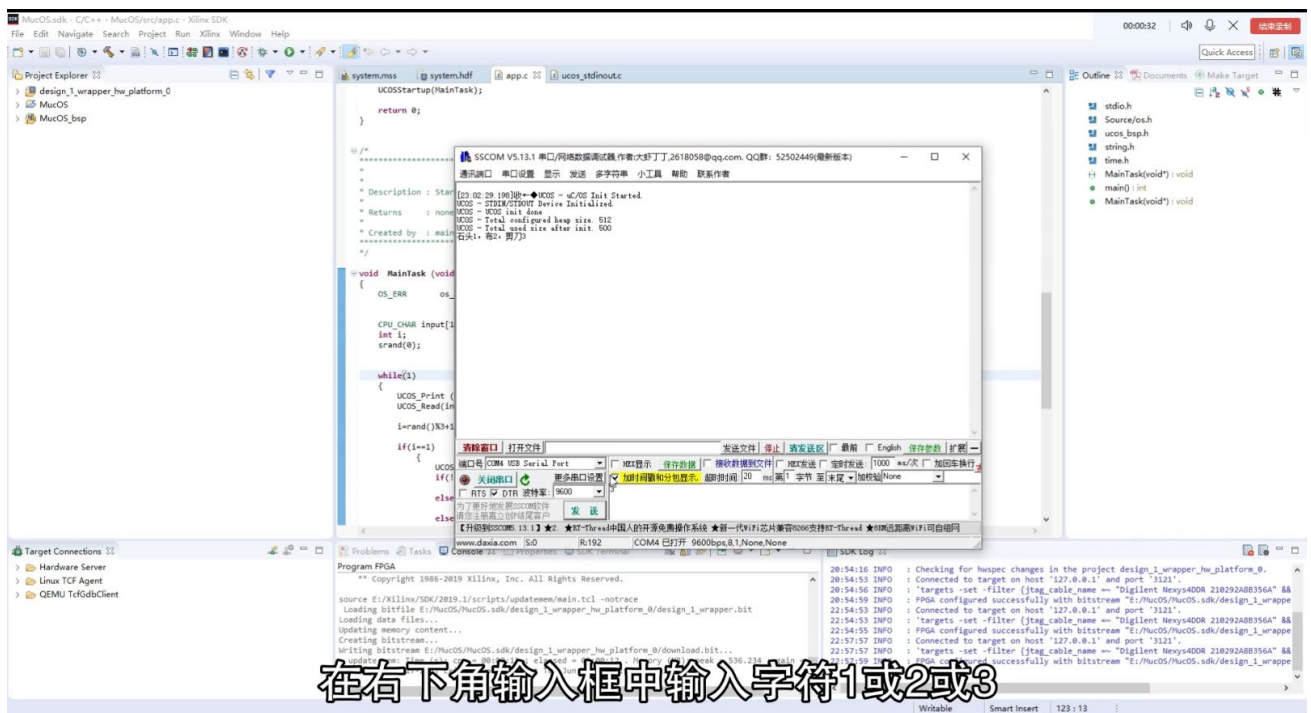 MucOS.sdk - C/C++ - MucOS/src/app.c - Xilinx SDK
00:00:32
结束录制
File Edit Navigate Search Project Run Xilinx Window Help
Quick Access
Project Explorer
system.mss
system.hdf
app.c
ucos_stdinout.c
Outline
Documents
Make Target
design_1_wrapper_hw_platform_0
MucOS
MucOS_bsp
UCOSStartup(MainTask);
return 0;
}
/*
* Description : Star
* Returns : none
* Created by : main
*/
void MainTask (void
{
OS_ERR os_
CPU_CHAR input[1
int i;
srand(0);
while(1)
{
UCOS_Print (
UCOS_Read(in
i=rand()%3+1
if(i==1)
{
UCOS
if(1
else
else
stdio.h
Source/os.h
ucos_bsp.h
string.h
time.h
MainTask(void*) : void
main() : int
MainTask(void*) : void
SSCOM V5.13.1 串口/网络数据调试器,作者:大虾丁丁,2618058@qq.com. QQ群: 52502449(最新版本)
通讯端口 串口设置 显示 发送 多字符串 小工具 帮助 联系作者
[23:02:29.198]收←◆UCOS - uC/OS Init Started.
UCOS - STDIN/STDOUT Device Initialized.
UCOS - UCOS init done
UCOS - Total configured heap size. 512
UCOS - Total used size after init. 500
石头1，布2，剪刀3
清除窗口 打开文件 发送文件 停止 清发送区 最前 English 保存参数 扩展 —
端口号 COM4 USB Serial Port HEX显示 保存数据 接收数据到文件 HEX发送 定时发送: 1000 ms/次 加回车换行
关闭串口 更多串口设置 加时间戳和分包显示. 超时时间: 20 ms 第1 字节 至 末尾 加校验 None
RTS DTR 波特率: 9600
为了更好地发展SSCOM软件
请您注册嘉立创F结尾客户
发 送
【升级到SSCOM5.13.1】★2. ★RT-Thread中国人的开源免费操作系统 ★新一代WiFi芯片兼容8266支持RT-Thread ★8KM远距离WiFi可自组网
www.daxia.com S:0 R:192 COM4 已打开 9600bps,8,1,None,None
Target Connections
Hardware Server
Linux TCF Agent
QEMU TcfGdbClient
Problems Tasks Console Properties SDK Terminal
Program FPGA
** Copyright 1986-2019 Xilinx, Inc. All Rights Reserved.
source E:/Xilinx/SDK/2019.1/scripts/updatemem/main.tcl -notrace
Loading bitfile E:/MucOS/MucOS.sdk/design_1_wrapper_hw_platform_0/design_1_wrapper.bit
Loading data files...
Updating memory content...
Creating bitstream...
Writing bitstream E:/MucOS/MucOS.sdk/design_1_wrapper_hw_platform_0/download.bit...
SDK Log
20:54:16 INFO : Checking for hwspec changes in the project design_1_wrapper_hw_platform_0.
20:54:53 INFO : Connected to target on host '127.0.0.1' and port '3121'.
20:54:56 INFO : 'targets -set -filter {jtag_cable_name =~ "Digilent Nexys4DDR 210292AB8356A" &&
20:54:59 INFO : FPGA configured successfully with bitstream "E:/MucOS/MucOS.sdk/design_1_wrappe
22:54:53 INFO : Connected to target on host '127.0.0.1' and port '3121'.
22:54:53 INFO : 'targets -set -filter {jtag_cable_name =~ "Digilent Nexys4DDR 210292AB8356A" &&
22:54:55 INFO : FPGA configured successfully with bitstream "E:/MucOS/MucOS.sdk/design_1_wrappe
22:57:57 INFO : Connected to target on host '127.0.0.1' and port '3121'.
22:57:57 INFO : 'targets -set -filter {jtag_cable_name =~ "Digilent Nexys4DDR 210292AB8356A" &&
22:57:59 INFO : FPGA configured successfully with bitstream "E:/MucOS/MucOS.sdk/design_1_wrappe
在右下角输入框中输入字符1或2或3
Writable Smart Insert 123 : 13